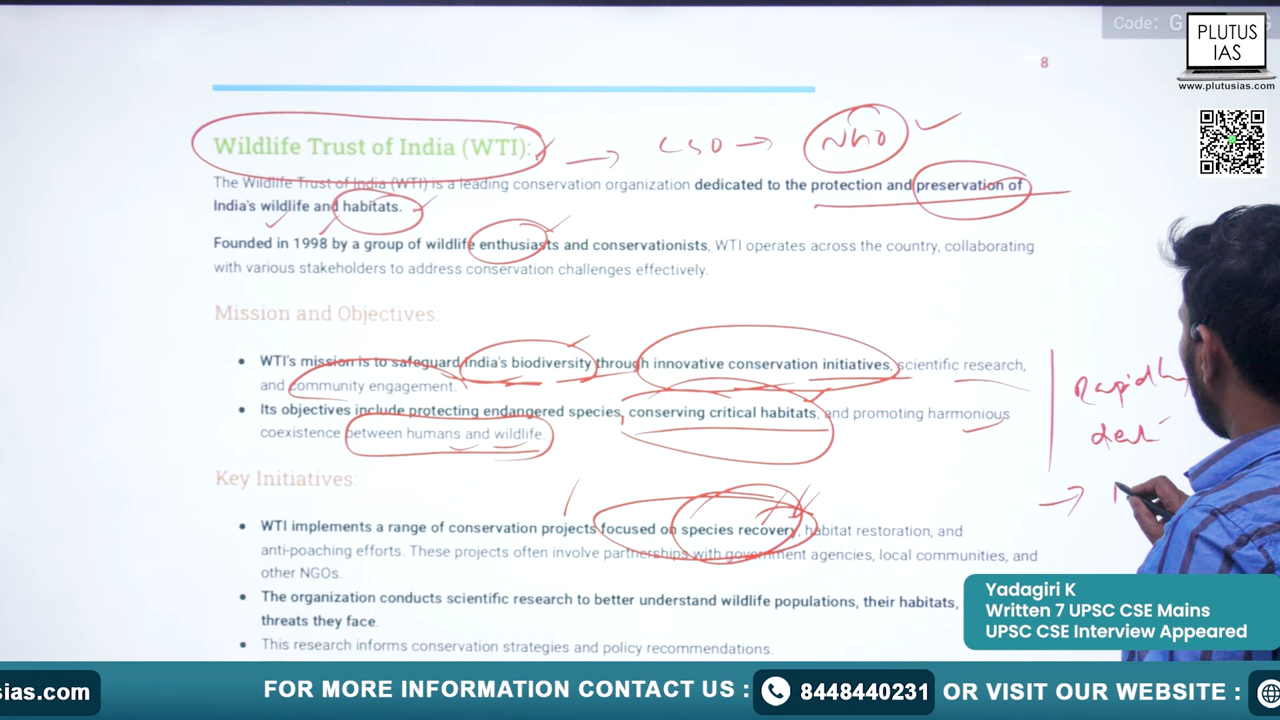 Code: G
PLUTUS
IAS
www.plutusias.com
8
Wildlife Trust of India (WTI):
→ CSO → NGO
The Wildlife Trust of India (WTI) is a leading conservation organization dedicated to the protection and preservation of
India's wildlife and habitats.
Founded in 1998 by a group of wildlife enthusiasts and conservationists, WTI operates across the country, collaborating
with various stakeholders to address conservation challenges effectively.
Mission and Objectives:
• WTI's mission is to safeguard India's biodiversity through innovative conservation initiatives, scientific research,
and community engagement.
• Its objectives include protecting endangered species, conserving critical habitats, and promoting harmonious
coexistence between humans and wildlife.
Rapidly
Key Initiatives:
• WTI implements a range of conservation projects focused on species recovery, habitat restoration, and
anti-poaching efforts. These projects often involve partnerships with government agencies, local communities, and
other NGOs.
• The organization conducts scientific research to better understand wildlife populations, their habitats,
threats they face.
• This research informs conservation strategies and policy recommendations.
Yadagiri K
Written 7 UPSC CSE Mains
UPSC CSE Interview Appeared
sias.com
FOR MORE INFORMATION CONTACT US : 8448440231 OR VISIT OUR WEBSITE :